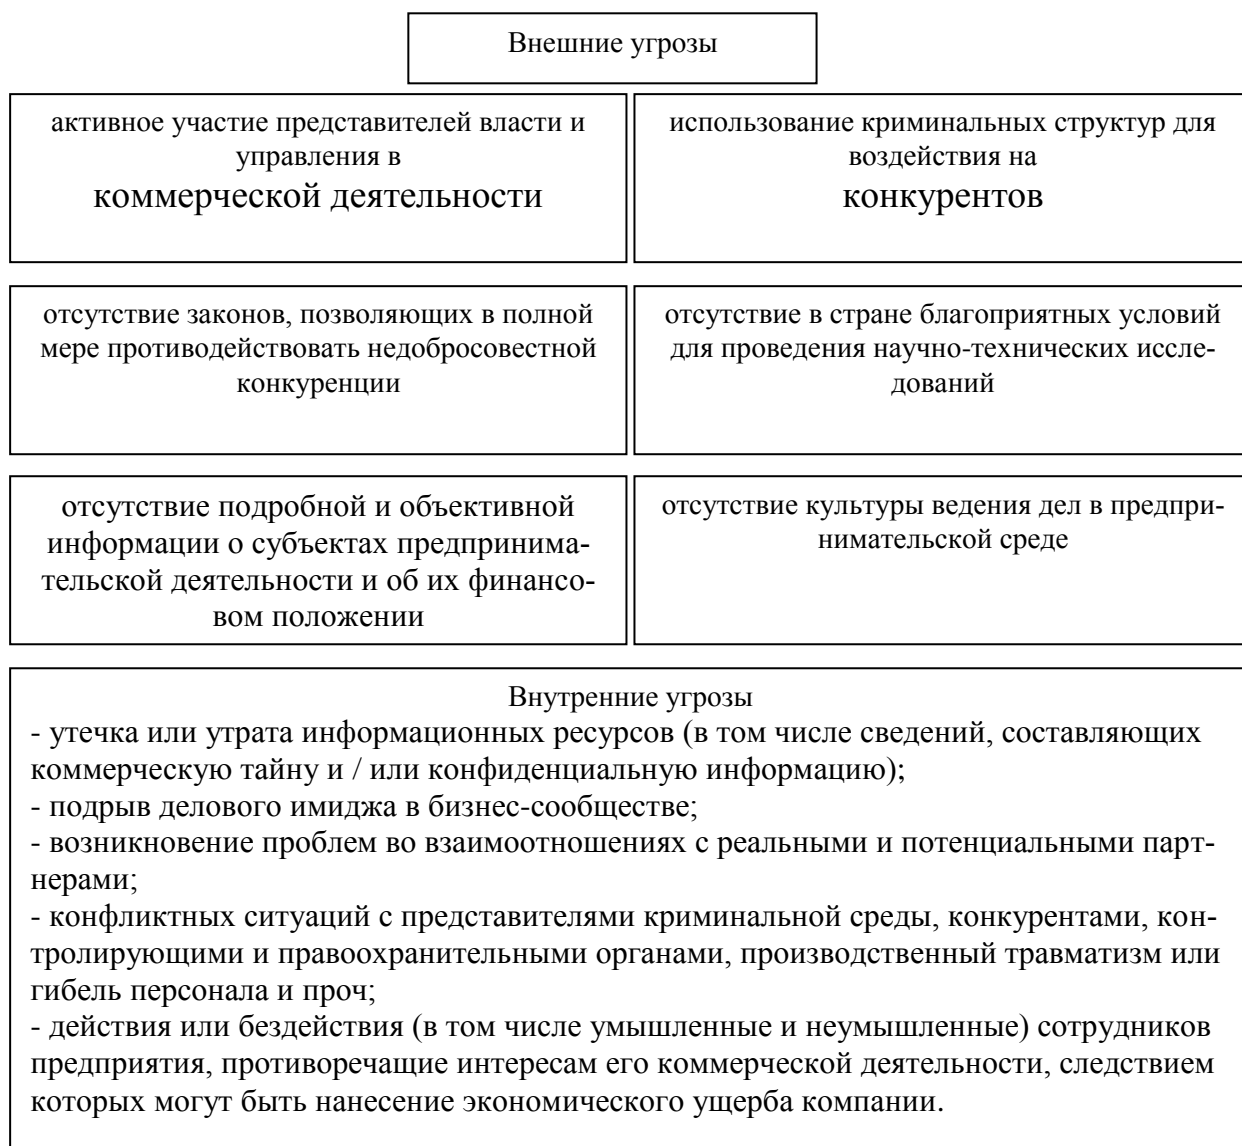 Внешние угрозы
активное участие представителей власти и
управления в
коммерческой деятельности
использование криминальных структур для
воздействия на
конкурентов
отсутствие законов, позволяющих в полной
мере противодействовать недобросовестной
конкуренции
отсутствие в стране благоприятных условий
для проведения научно-технических иссле-
дований
отсутствие подробной и объективной
информации о субъектах предпринима-
тельской деятельности и об их финансо-
вом положении
отсутствие культуры ведения дел в предпри-
нимательской среде
Внутренние угрозы
- утечка или утрата информационных ресурсов (в том числе сведений, составляющих
коммерческую тайну и / или конфиденциальную информацию);
- подрыв делового имиджа в бизнес-сообществе;
- возникновение проблем во взаимоотношениях с реальными и потенциальными парт-
нерами;
- конфликтных ситуаций с представителями криминальной среды, конкурентами, кон-
тролирующими и правоохранительными органами, производственный травматизм или
гибель персонала и проч;
- действия или бездействия (в том числе умышленные и неумышленные) сотрудников
предприятия, противоречащие интересам его коммерческой деятельности, следствием
которых могут быть нанесение экономического ущерба компании.